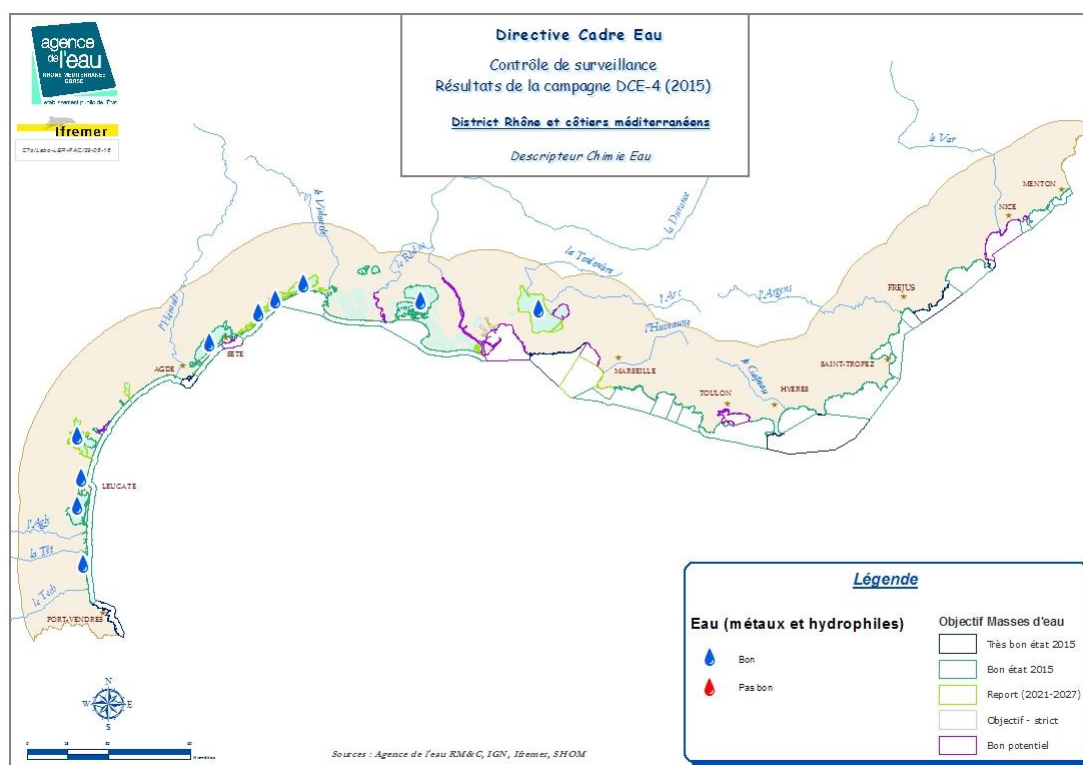 agence
de l'eau
RHÔNE MÉDITERRANÉE
CORSE
établissement public de l'État
Ifremer
Directive Cadre Eau
Contrôle de surveillance
Résultats de la campagne DCE-4 (2015)
District Rhône et côtiers méditerranéens
Descripteur Chimie Eau
le Var
MENTON
NICE
le Vidourle
la Durance
le Rhône
la Touloubre
l'Arc
l'Argens
FREJUS
l'Hérault
l'Huveaune
SETE
AGDE
MARSEILLE
le Gapeau
SAINT-TROPEZ
TOULON
HYERES
LEUCATE
l'Agly
la Têt
le Tech
PORT-VENDRES
Légende
Eau (métaux et hydrophiles)
Bon
Pas bon
Objectif Masses d'eau
Très bon état 2015
Bon état 2015
Report (2021-2027)
Objectif - strict
Bon potentiel
N
W
E
S
Sources : Agence de l'eau RM&C, IGN, Ifremer, SHOM